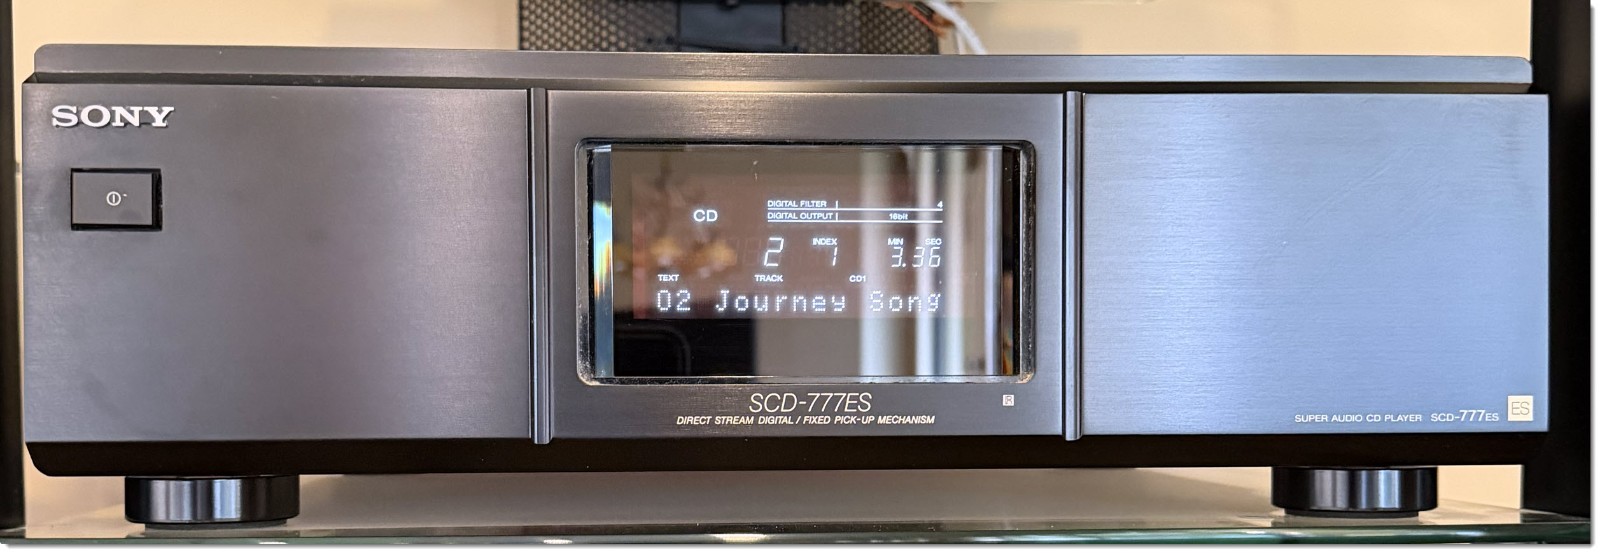 SONY
CD
DIGITAL FILTER 4
DIGITAL OUTPUT 16bit
INDEX MIN SEC
2 1 3.36
TEXT TRACK CD1
02 Journey Song
SCD-777ES
DIRECT STREAM DIGITAL / FIXED PICK-UP MECHANISM
SUPER AUDIO CD PLAYER SCD-777ES ES